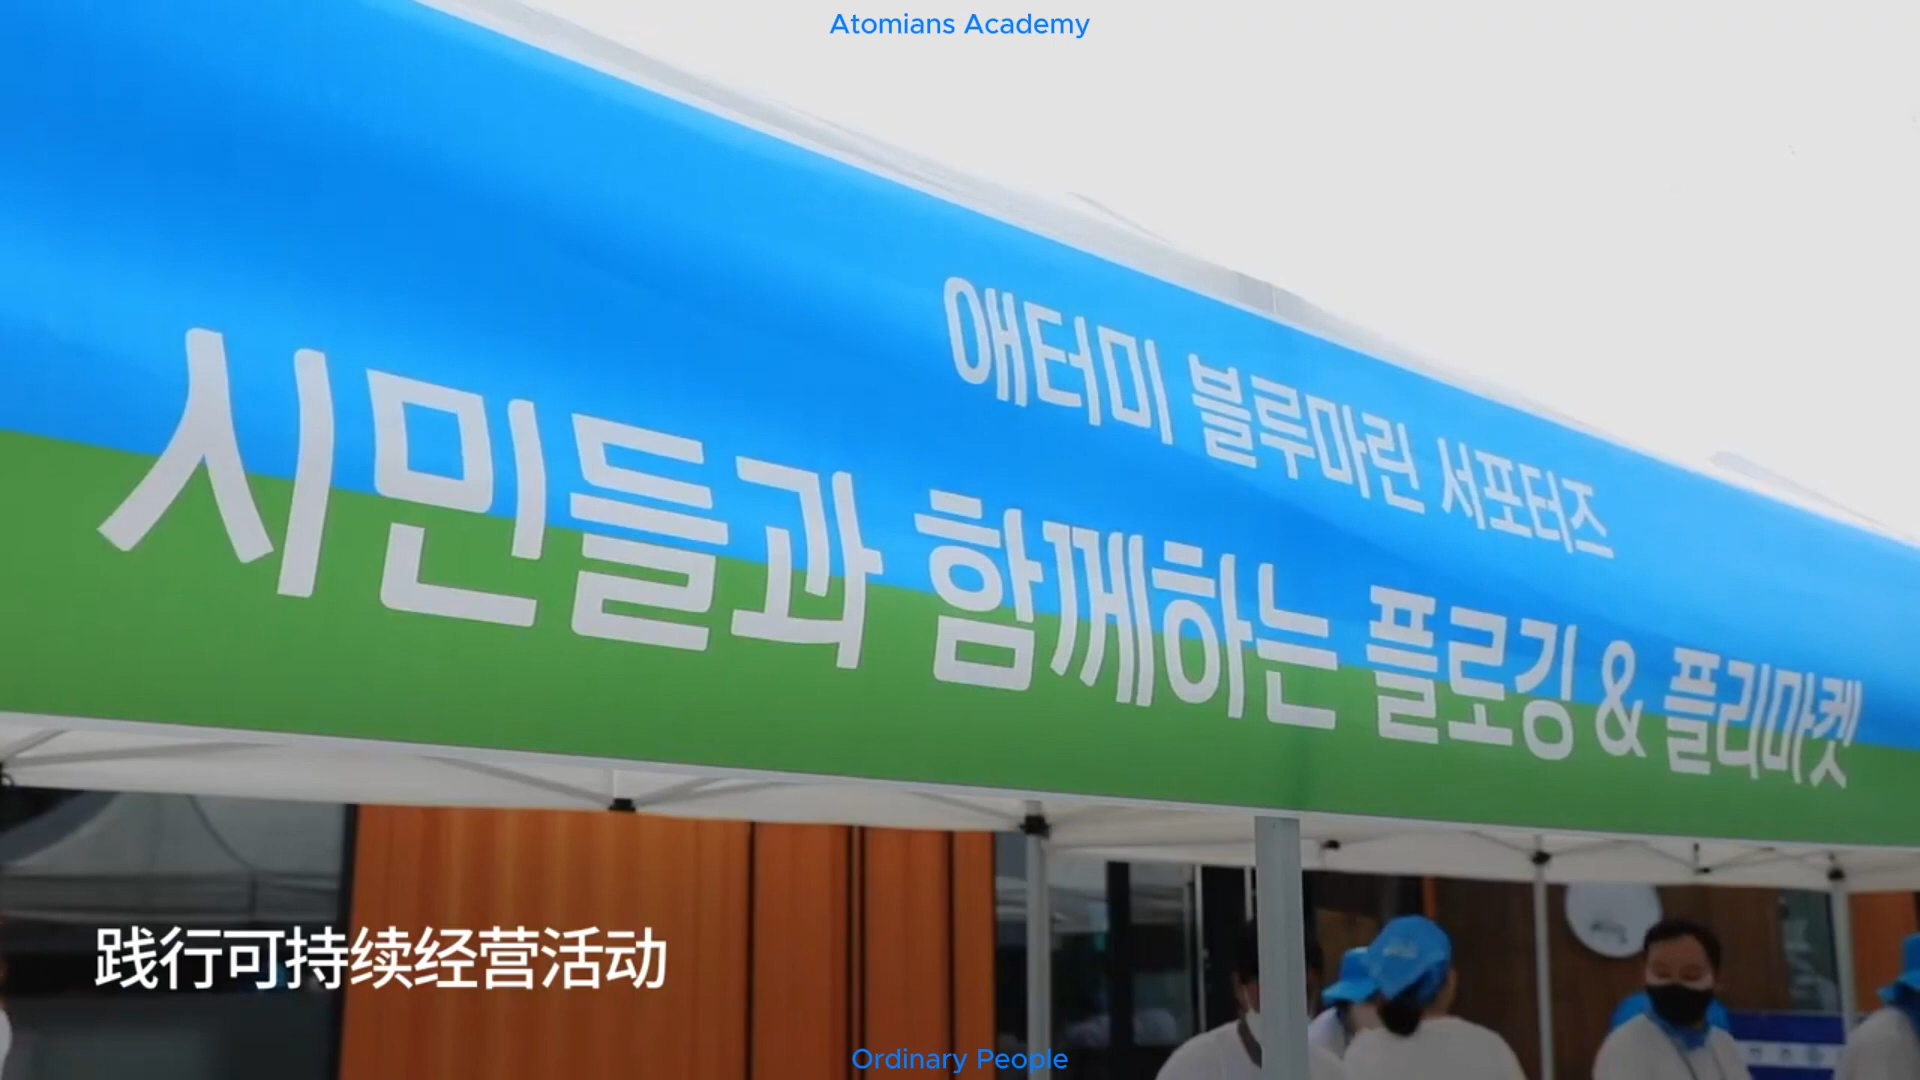 Atomians Academy
애터미 블루마린 서포터즈
시민들과 함께하는 플로깅 & 플리마켓
践行可持续经营活动
Ordinary People